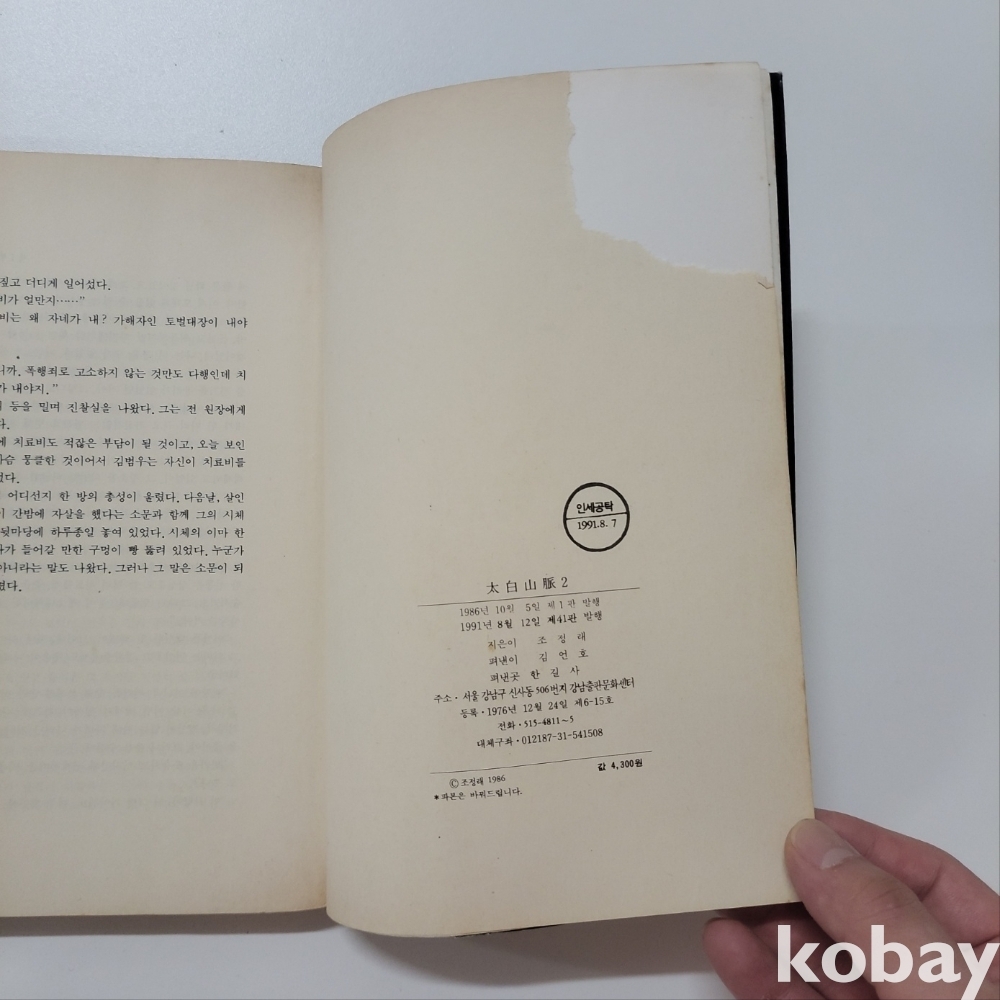 짚고 더디게 일어섰다.
비가 얼만지……”
비는 왜 자네가 내? 가해자인 토벌대장이 내야
니까. 폭행죄로 고소하지 않는 것만도 다행인데 치
가 내야지.”
등을 밀며 진찰실을 나왔다. 그는 전 원장에게
다.
에 치료비도 적잖은 부담이 될 것이고, 오늘 보인
가슴 뭉클한 것이어서 김범우는 자신이 치료비를
었다.
어디선지 한 방의 총성이 울렸다. 다음날, 살인
이 간밤에 자살을 했다는 소문과 함께 그의 시체
뒷마당에 하루종일 놓여 있었다. 시체의 이마 한
가 들어갈 만한 구멍이 빵 뚫려 있었다. 누군가
아니라는 말도 나왔다. 그러나 그 말은 소문이 되
렸다.
인세공탁
1991.8.7
太白山脈 2
1986년 10월 5일 제1판 발행
1991년 8월 12일 제41판 발행
지은이 조정래
펴낸이 김언호
펴낸곳 한길사
주소·서울 강남구 신사동 506번지 강남출판문화센터
등록·1976년 12월 24일 제6-15호
전화·515-4811~5
대체구좌·012187-31-541508
값 4,300원
ⓒ 조정래 1986
*파본은 바꿔드립니다.
kobay